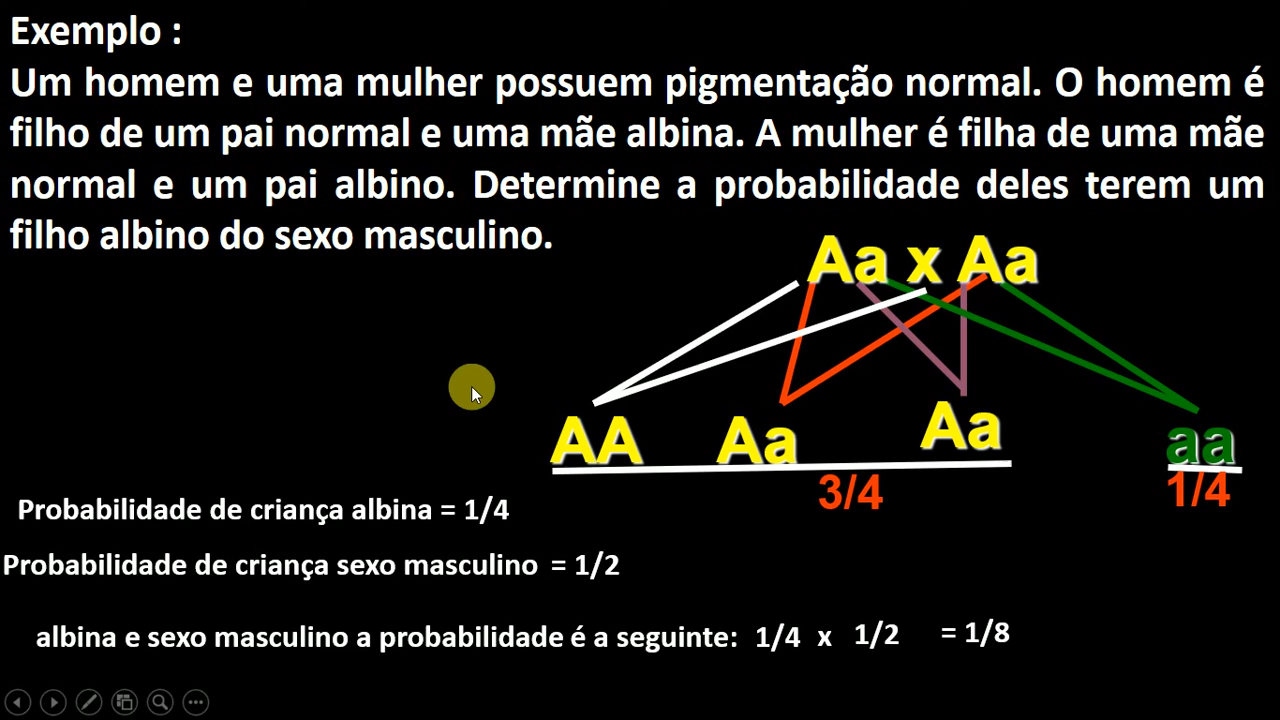 Exemplo :
Um homem e uma mulher possuem pigmentação normal. O homem é
filho de um pai normal e uma mãe albina. A mulher é filha de uma mãe
normal e um pai albino. Determine a probabilidade deles terem um
filho albino do sexo masculino.
Aa x Aa
AA Aa Aa aa
3/4 1/4
Probabilidade de criança albina = 1/4
Probabilidade de criança sexo masculino = 1/2
albina e sexo masculino a probabilidade é a seguinte: 1/4 x 1/2 = 1/8